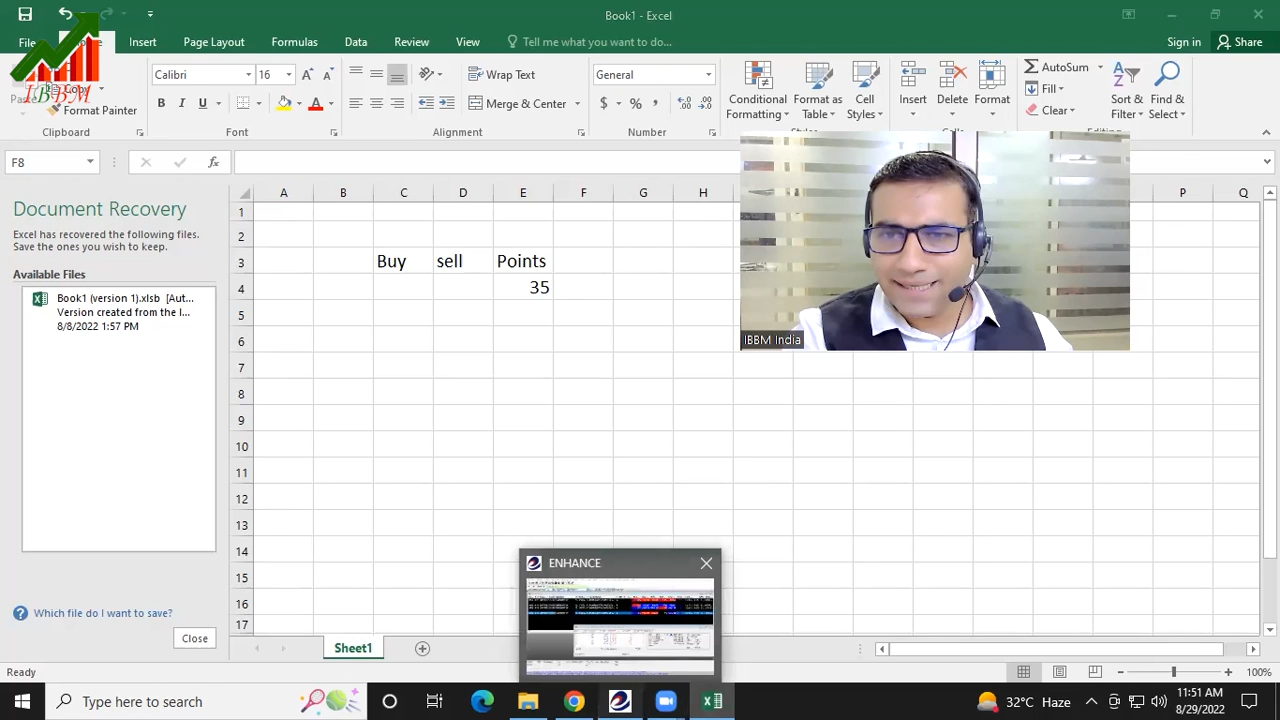 Book1 - Excel
File
Insert
Page Layout
Formulas
Data
Review
View
Tell me what you want to do...
Sign in
Share
IBBM
Copy
Format Painter
Clipboard
Calibri
16
B I U
A
Font
Wrap Text
Merge & Center
Alignment
General
$ % ,
Number
Conditional
Formatting
Format as
Table
Cell
Styles
Styles
Insert
Delete
Format
Cells
AutoSum
Fill
Clear
Sort &
Filter
Find &
Select
Editing
F8
fx
Document Recovery
Excel has recovered the following files.
Save the ones you wish to keep.
Available Files
Book1 (version 1).xlsb [Aut...
Version created from the l...
8/8/2022 1:57 PM
Which file do I want to save?
Close
A B C D E F G H P Q
1
2
3 Buy sell Points
4 35
5
6
7
8
9
10
11
12
13
14
15
16
17
IBBM India
ENHANCE
Sheet1
Ready
100%
Type here to search
32°C Haze
11:51 AM
8/29/2022